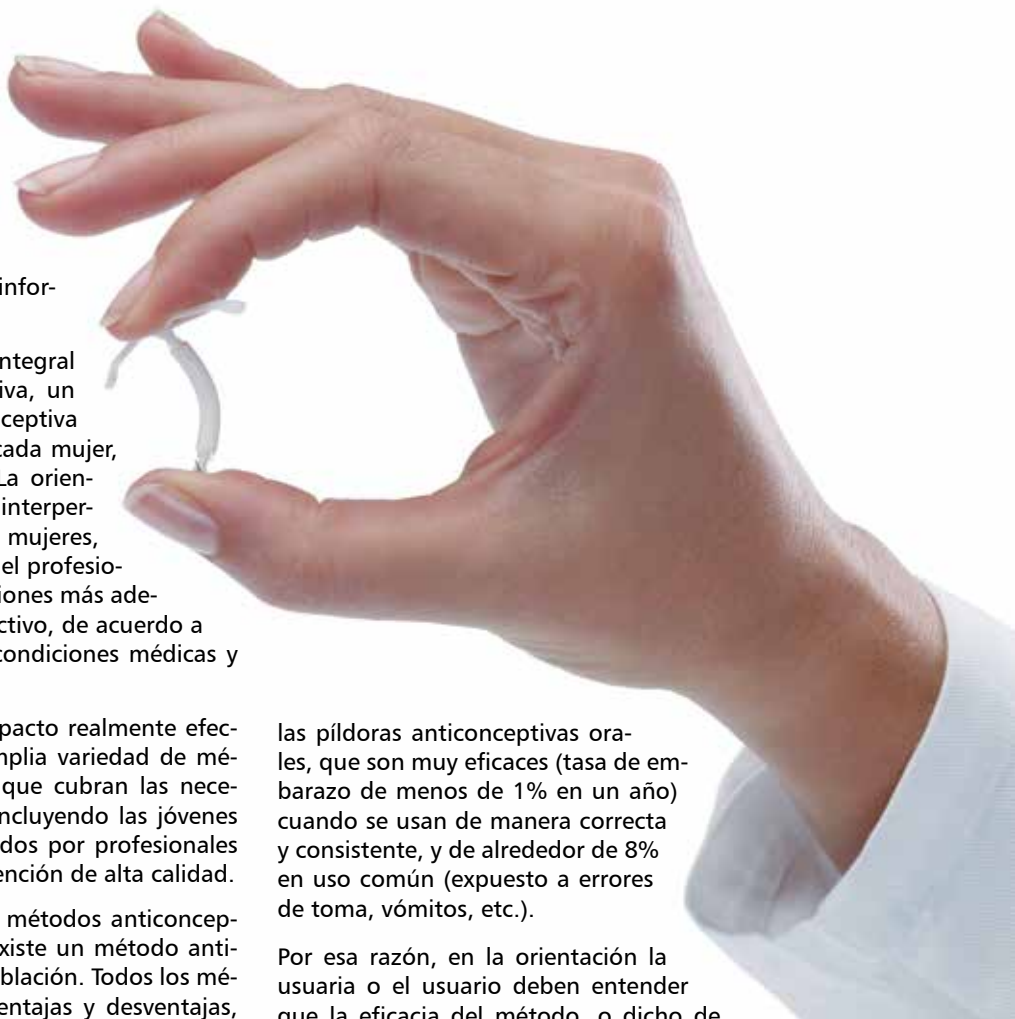 infor-
ntegral
iva, un
ceptiva
cada mujer,
La orien-
interper-
mujeres,
el profesio-
iones más ade-
ctivo, de acuerdo a
condiciones médicas y
pacto realmente efec-
mplia variedad de mé-
que cubran las nece-
ncluyendo las jóvenes
dos por profesionales
ención de alta calidad.
métodos anticoncep-
xiste un método anti-
blación. Todos los mé-
entajas y desventajas,
las píldoras anticonceptivas ora-
les, que son muy eficaces (tasa de em-
barazo de menos de 1% en un año)
cuando se usan de manera correcta
y consistente, y de alrededor de 8%
en uso común (expuesto a errores
de toma, vómitos, etc.).
Por esa razón, en la orientación la
usuaria o el usuario deben entender
que la eficacia del método, o dicho de